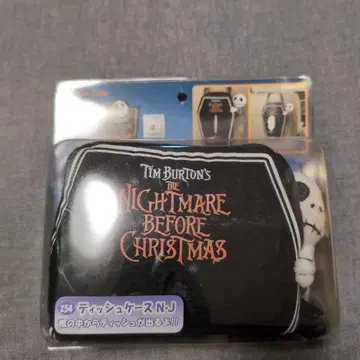 TIM BURTON'S
THE
NIGHTMARE
BEFORE
CHRISTMAS
254 ティッシュケース N.J
棺の中からティッシュが出るよ!!